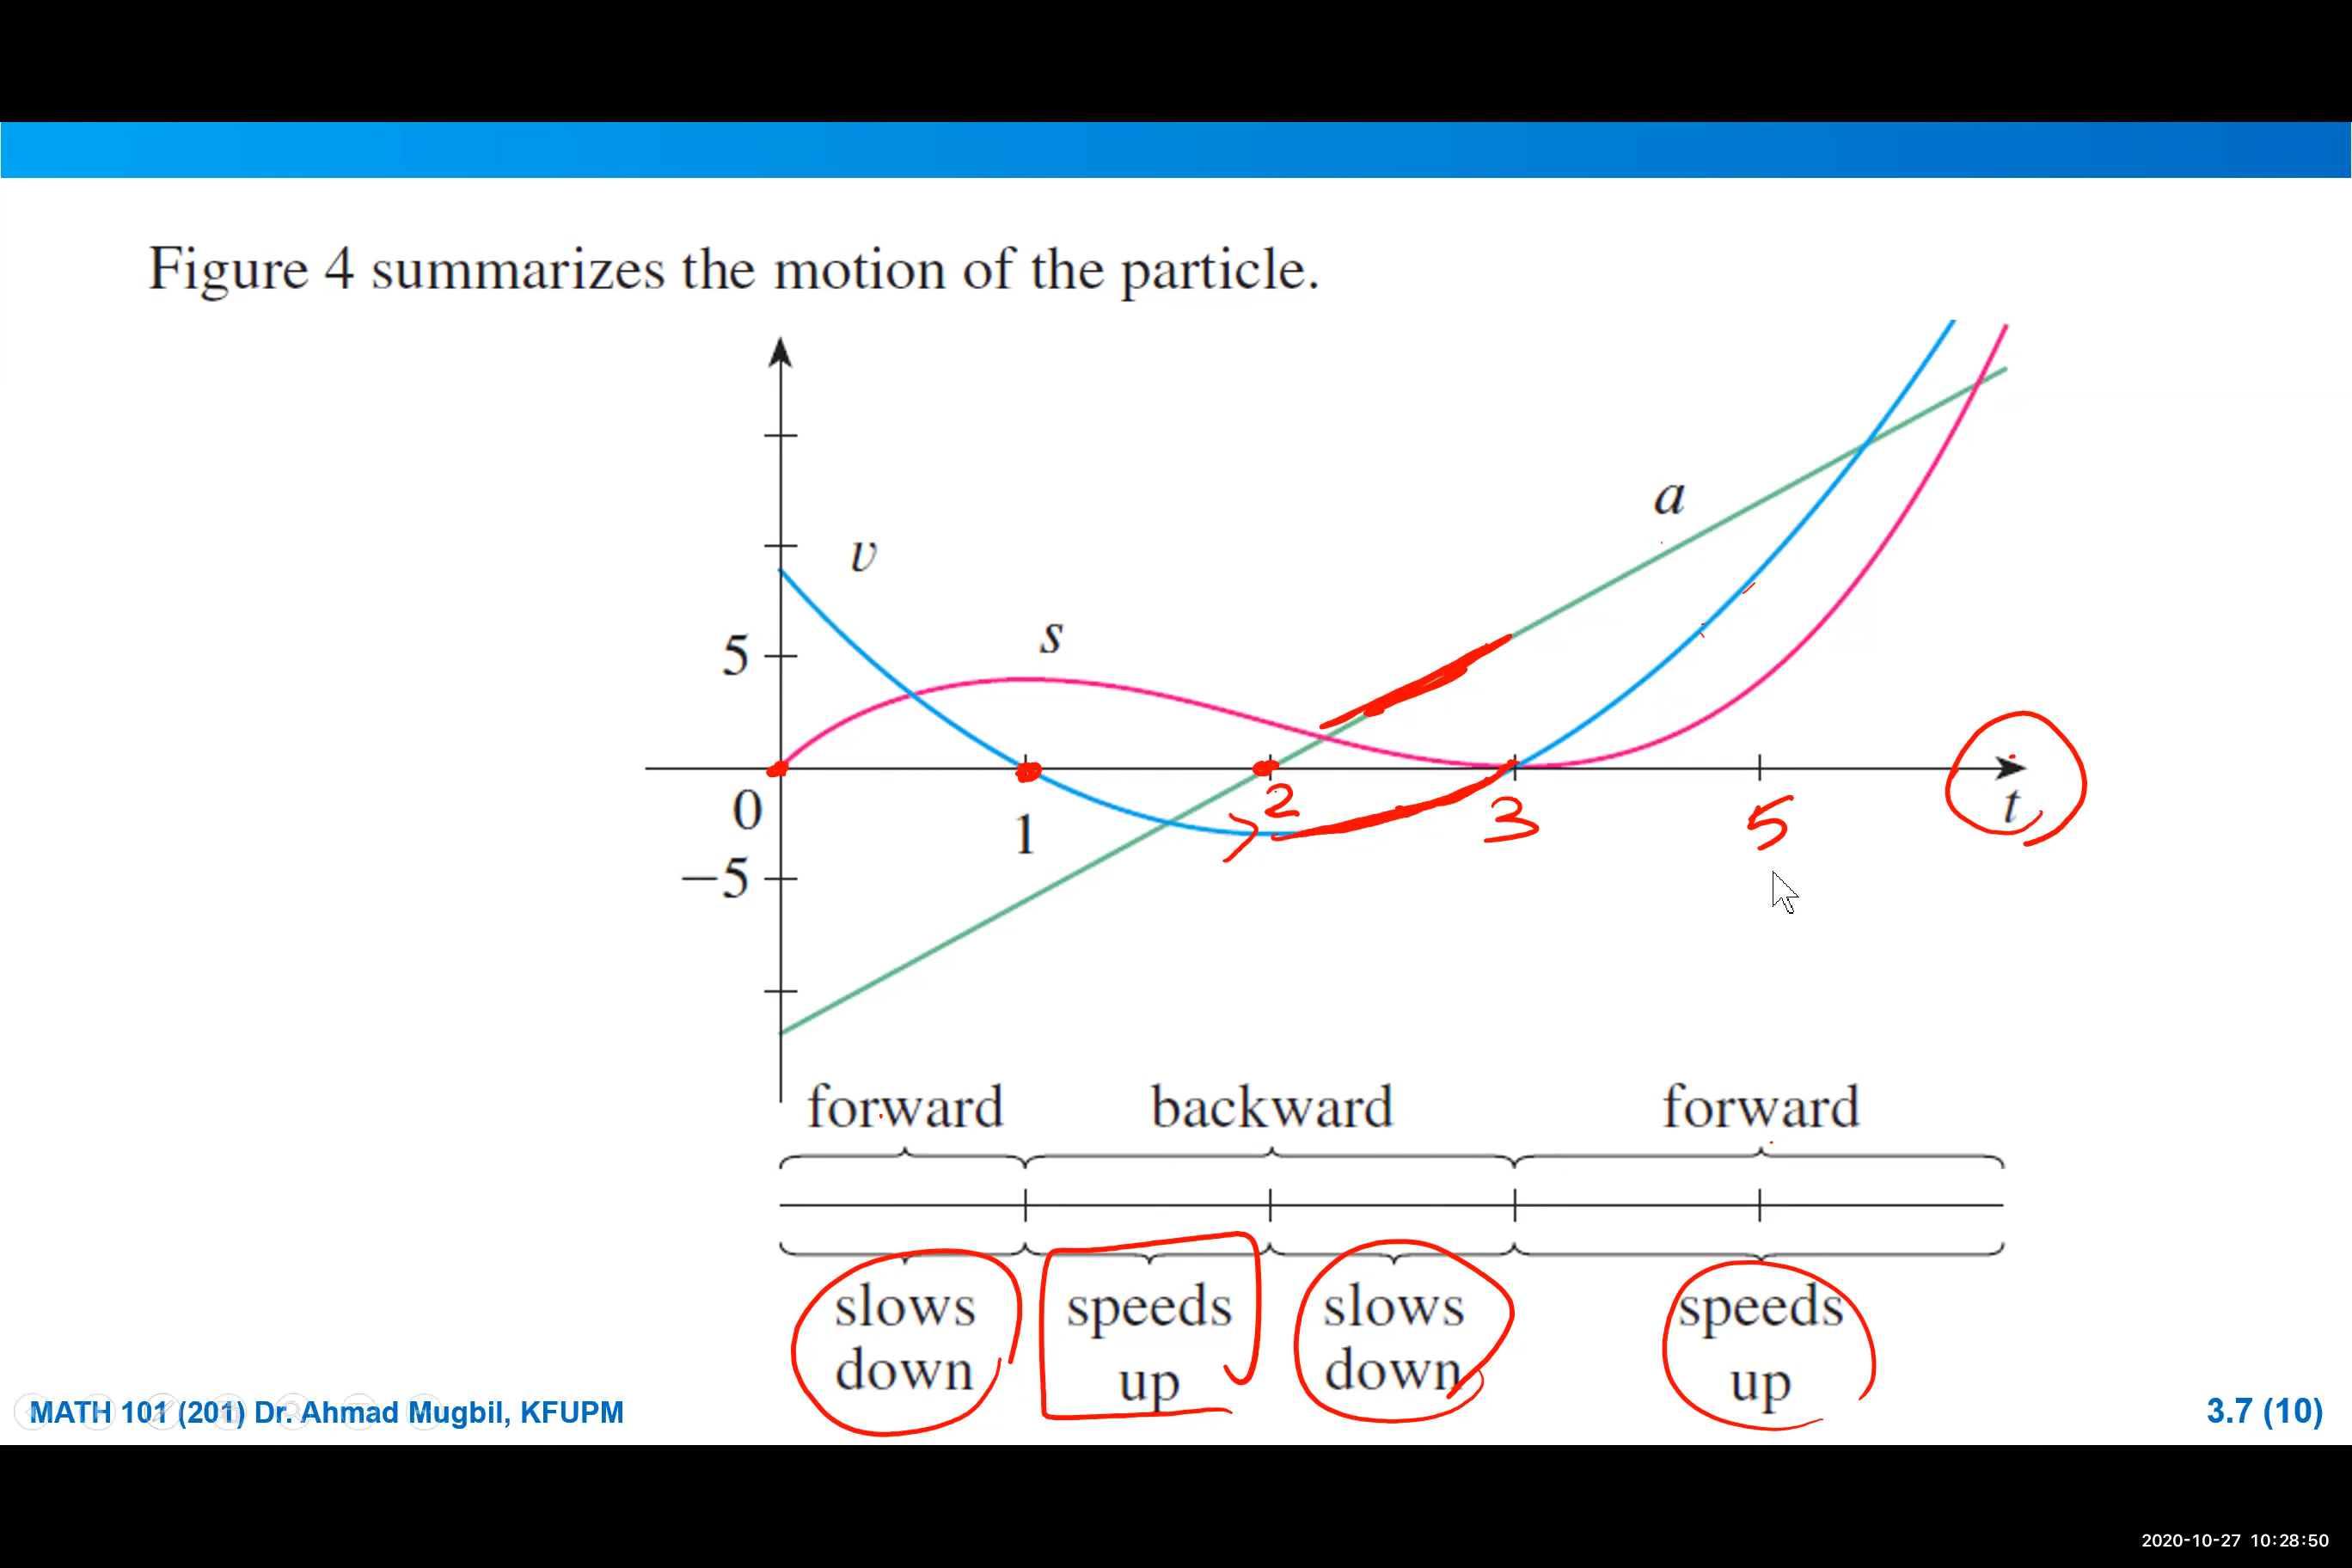 Figure 4 summarizes the motion of the particle.
a
v
s
5
0
1
2
3
5
t
−5
forward backward forward
slows speeds slows speeds
down up down up
MATH 101 (201) Dr. Ahmad Mugbil, KFUPM 3.7 (10)
2020-10-27 10:28:50